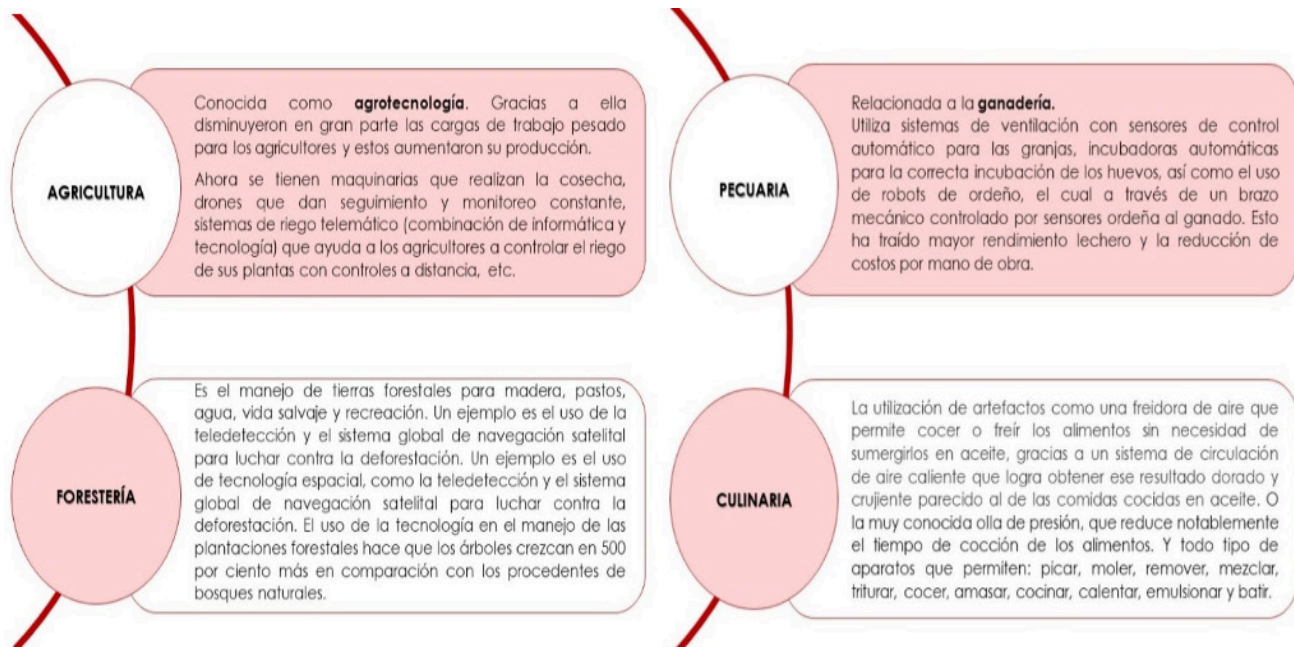 AGRICULTURA
Conocida como agrotecnología. Gracias a ella
disminuyeron en gran parte las cargas de trabajo pesado
para los agricultores y estos aumentaron su producción.
Ahora se tienen maquinarias que realizan la cosecha,
drones que dan seguimiento y monitoreo constante,
sistemas de riego telemático (combinación de informática y
tecnología) que ayuda a los agricultores a controlar el riego
de sus plantas con controles a distancia, etc.
FORESTERÍA
Es el manejo de tierras forestales para madera, pastos,
agua, vida salvaje y recreación. Un ejemplo es el uso de la
teledetección y el sistema global de navegación satelital
para luchar contra la deforestación. Un ejemplo es el uso
de tecnología espacial, como la teledetección y el sistema
global de navegación satelital para luchar contra la
deforestación. El uso de la tecnología en el manejo de las
plantaciones forestales hace que los árboles crezcan en 500
por ciento más en comparación con los procedentes de
bosques naturales.
PECUARIA
Relacionada a la ganadería.
Utiliza sistemas de ventilación con sensores de control
automático para las granjas, incubadoras automáticas
para la correcta incubación de los huevos, así como el uso
de robots de ordeño, el cual a través de un brazo
mecánico controlado por sensores ordeña al ganado. Esto
ha traído mayor rendimiento lechero y la reducción de
costos por mano de obra.
CULINARIA
La utilización de artefactos como una freidora de aire que
permite cocer o freír los alimentos sin necesidad de
sumergirlos en aceite, gracias a un sistema de circulación
de aire caliente que logra obtener ese resultado dorado y
crujiente parecido al de las comidas cocidas en aceite. O
la muy conocida olla de presión, que reduce notablemente
el tiempo de cocción de los alimentos. Y todo tipo de
aparatos que permiten: picar, moler, remover, mezclar,
triturar, cocer, amasar, cocinar, calentar, emulsionar y batir.